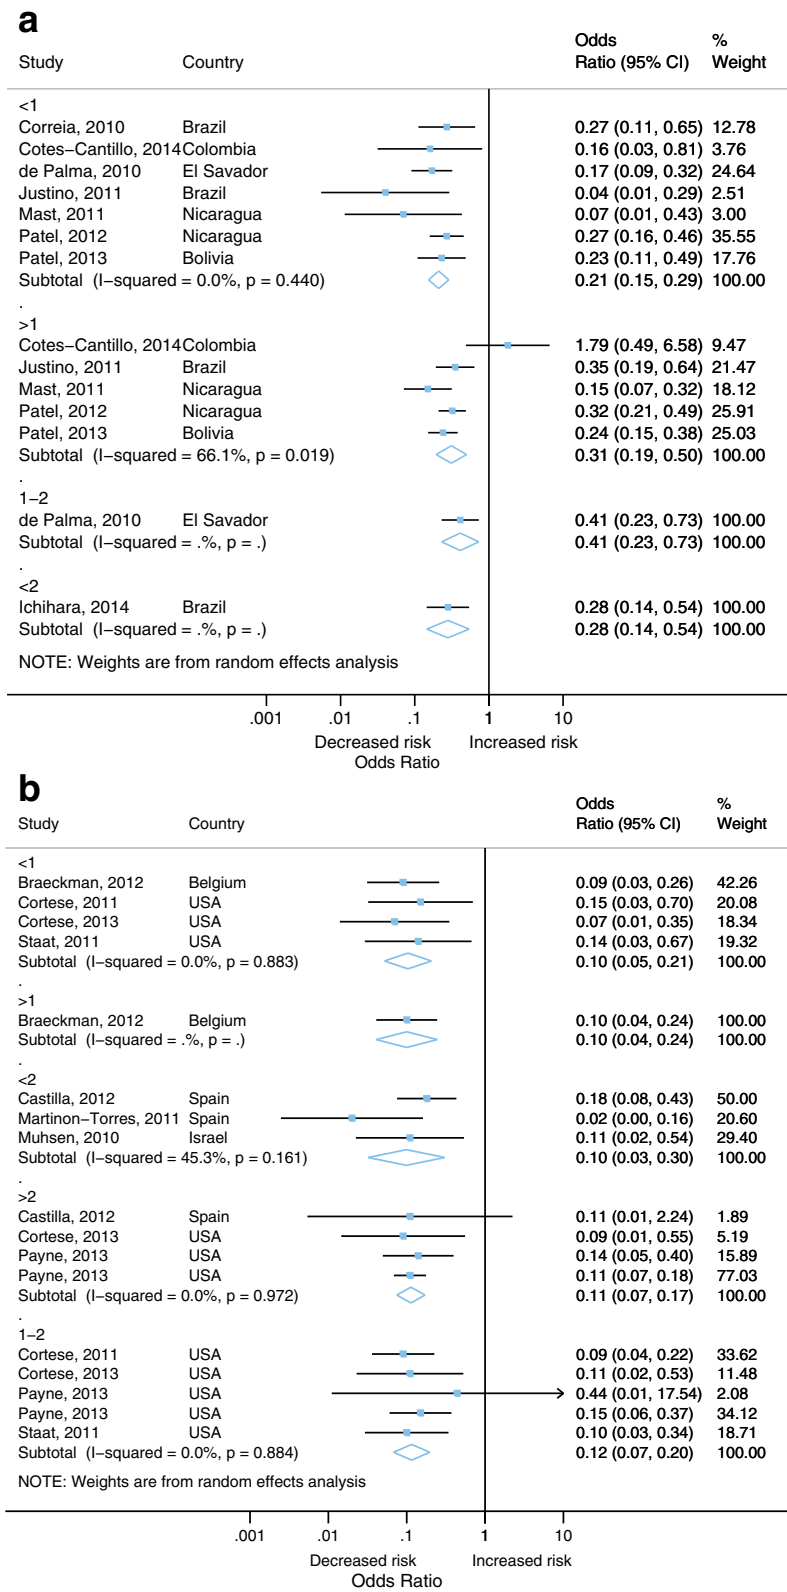 a
Odds %
Study Country Ratio (95% CI) Weight
<1
Correia, 2010 Brazil 0.27 (0.11, 0.65) 12.78
Cotes−Cantillo, 2014 Colombia 0.16 (0.03, 0.81) 3.76
de Palma, 2010 El Savador 0.17 (0.09, 0.32) 24.64
Justino, 2011 Brazil 0.04 (0.01, 0.29) 2.51
Mast, 2011 Nicaragua 0.07 (0.01, 0.43) 3.00
Patel, 2012 Nicaragua 0.27 (0.16, 0.46) 35.55
Patel, 2013 Bolivia 0.23 (0.11, 0.49) 17.76
Subtotal (I−squared = 0.0%, p = 0.440) 0.21 (0.15, 0.29) 100.00
.
>1
Cotes−Cantillo, 2014 Colombia 1.79 (0.49, 6.58) 9.47
Justino, 2011 Brazil 0.35 (0.19, 0.64) 21.47
Mast, 2011 Nicaragua 0.15 (0.07, 0.32) 18.12
Patel, 2012 Nicaragua 0.32 (0.21, 0.49) 25.91
Patel, 2013 Bolivia 0.24 (0.15, 0.38) 25.03
Subtotal (I−squared = 66.1%, p = 0.019) 0.31 (0.19, 0.50) 100.00
.
1−2
de Palma, 2010 El Savador 0.41 (0.23, 0.73) 100.00
Subtotal (I−squared = .%, p = .) 0.41 (0.23, 0.73) 100.00
.
<2
Ichihara, 2014 Brazil 0.28 (0.14, 0.54) 100.00
Subtotal (I−squared = .%, p = .) 0.28 (0.14, 0.54) 100.00
NOTE: Weights are from random effects analysis
.001 .01 .1 1 10
Decreased risk Increased risk
Odds Ratio
b
Odds %
Study Country Ratio (95% CI) Weight
<1
Braeckman, 2012 Belgium 0.09 (0.03, 0.26) 42.26
Cortese, 2011 USA 0.15 (0.03, 0.70) 20.08
Cortese, 2013 USA 0.07 (0.01, 0.35) 18.34
Staat, 2011 USA 0.14 (0.03, 0.67) 19.32
Subtotal (I−squared = 0.0%, p = 0.883) 0.10 (0.05, 0.21) 100.00
.
>1
Braeckman, 2012 Belgium 0.10 (0.04, 0.24) 100.00
Subtotal (I−squared = .%, p = .) 0.10 (0.04, 0.24) 100.00
.
<2
Castilla, 2012 Spain 0.18 (0.08, 0.43) 50.00
Martinon−Torres, 2011 Spain 0.02 (0.00, 0.16) 20.60
Muhsen, 2010 Israel 0.11 (0.02, 0.54) 29.40
Subtotal (I−squared = 45.3%, p = 0.161) 0.10 (0.03, 0.30) 100.00
.
>2
Castilla, 2012 Spain 0.11 (0.01, 2.24) 1.89
Cortese, 2013 USA 0.09 (0.01, 0.55) 5.19
Payne, 2013 USA 0.14 (0.05, 0.40) 15.89
Payne, 2013 USA 0.11 (0.07, 0.18) 77.03
Subtotal (I−squared = 0.0%, p = 0.972) 0.11 (0.07, 0.17) 100.00
.
1−2
Cortese, 2011 USA 0.09 (0.04, 0.22) 33.62
Cortese, 2013 USA 0.11 (0.02, 0.53) 11.48
Payne, 2013 USA 0.44 (0.01, 17.54) 2.08
Payne, 2013 USA 0.15 (0.06, 0.37) 34.12
Staat, 2011 USA 0.10 (0.03, 0.34) 18.71
Subtotal (I−squared = 0.0%, p = 0.884) 0.12 (0.07, 0.20) 100.00
NOTE: Weights are from random effects analysis
.001 .01 .1 1 10
Decreased risk Increased risk
Odds Ratio